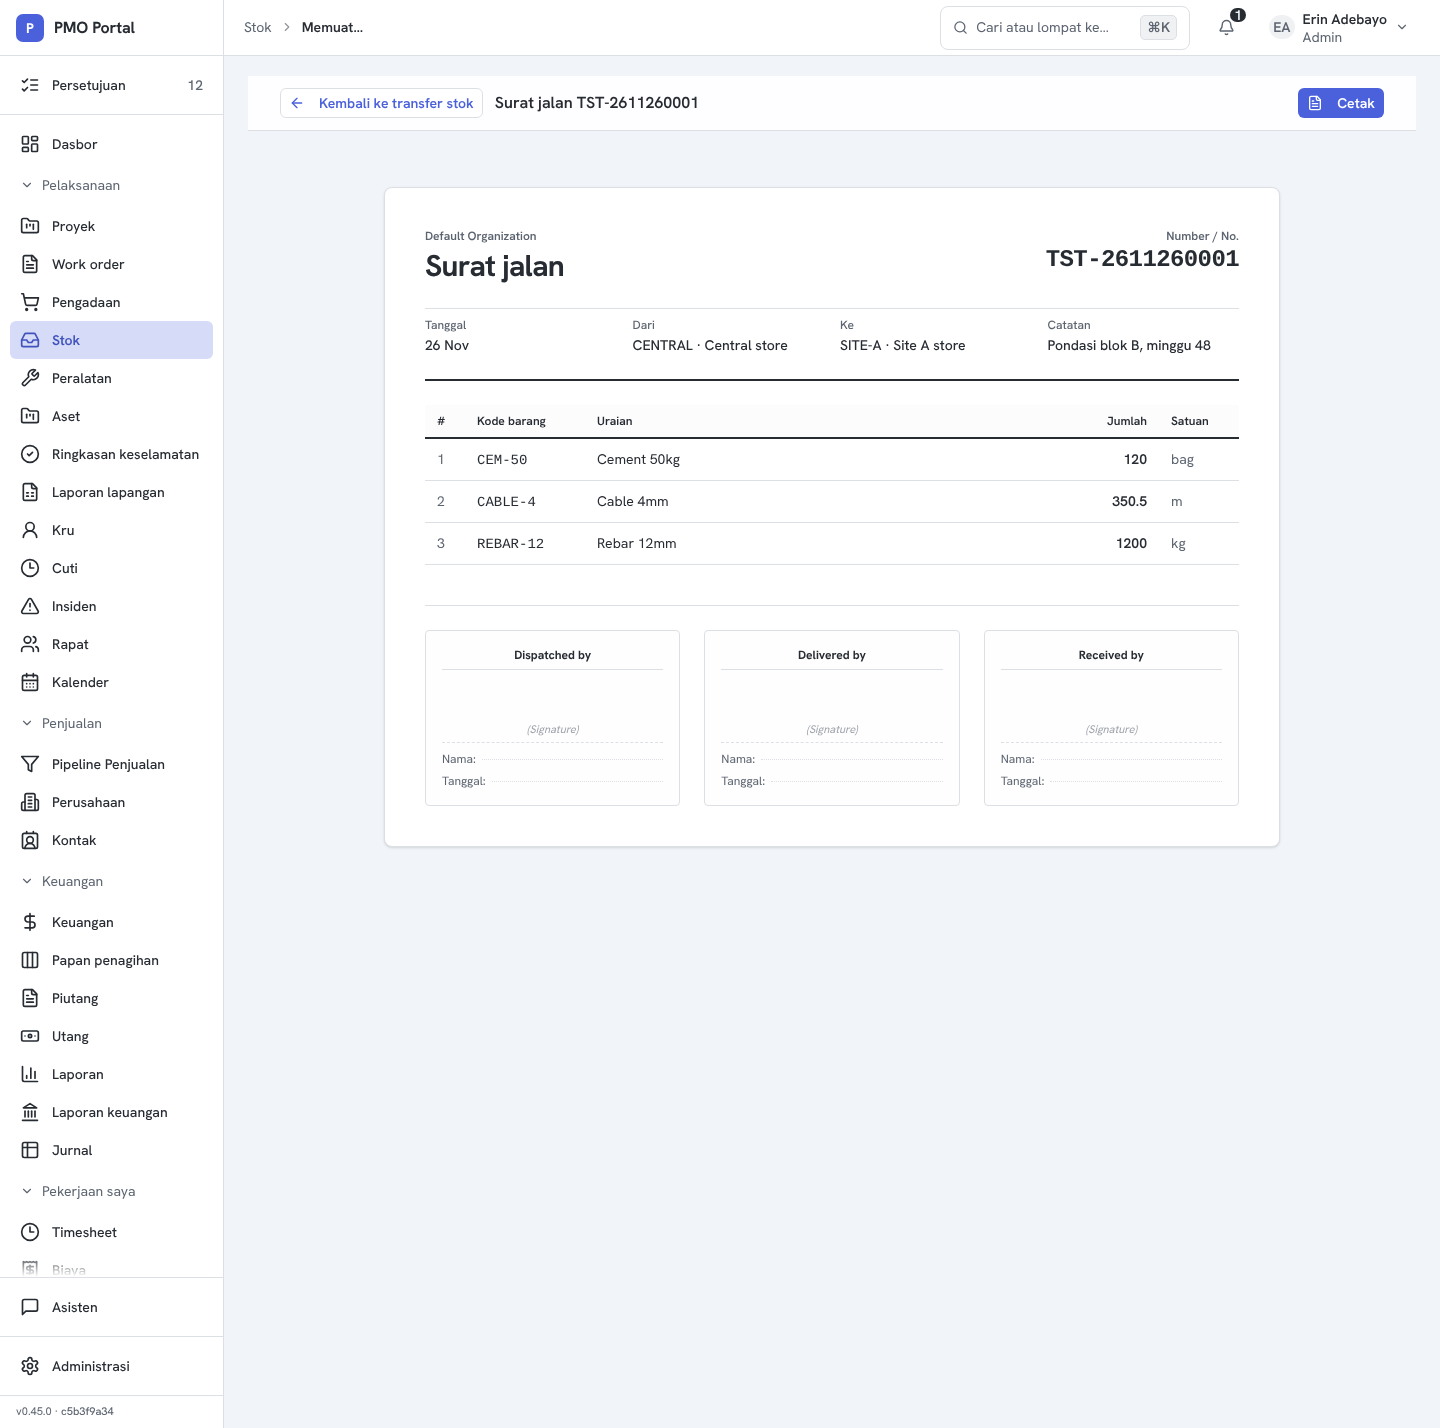 P PMO Portal
Stok > Memuat...
Cari atau lompat ke... ⌘K
1
EA Erin Adebayo
Admin
Persetujuan 12
Dasbor
Pelaksanaan
Proyek
Work order
Pengadaan
Stok
Peralatan
Aset
Ringkasan keselamatan
Laporan lapangan
Kru
Cuti
Insiden
Rapat
Kalender
Penjualan
Pipeline Penjualan
Perusahaan
Kontak
Keuangan
Keuangan
Papan penagihan
Piutang
Utang
Laporan
Laporan keuangan
Jurnal
Pekerjaan saya
Timesheet
Biaya
Asisten
Administrasi
v0.45.0 · c5b3f9a34
Kembali ke transfer stok Surat jalan TST-2611260001 Cetak
Default Organization Number / No.
Surat jalan TST-2611260001
Tanggal Dari Ke Catatan
26 Nov CENTRAL · Central store SITE-A · Site A store Pondasi blok B, minggu 48
# Kode barang Uraian Jumlah Satuan
1 CEM-50 Cement 50kg 120 bag
2 CABLE-4 Cable 4mm 350.5 m
3 REBAR-12 Rebar 12mm 1200 kg
Dispatched by Delivered by Received by
(Signature) (Signature) (Signature)
Nama: Nama: Nama:
Tanggal: Tanggal: Tanggal: